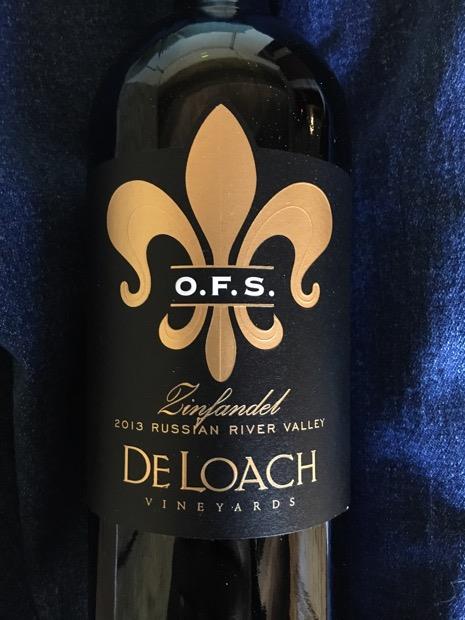 O.F.S.
Zinfandel
2013 RUSSIAN RIVER VALLEY
DE LOACH
VINEYARDS